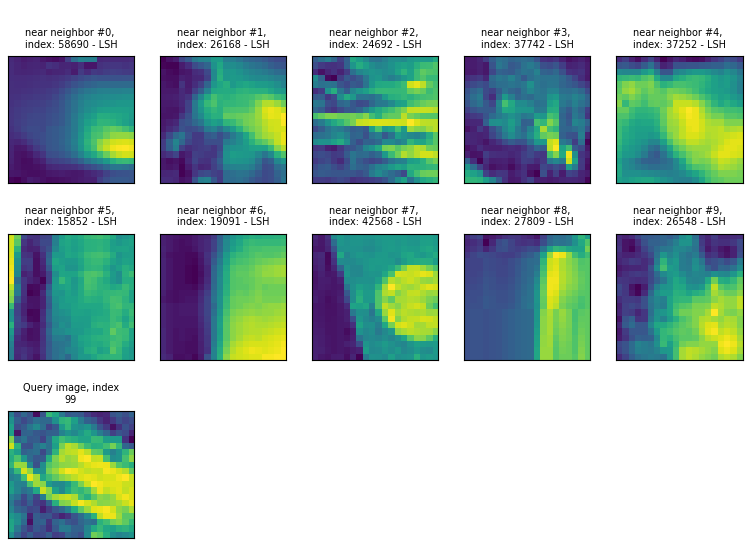 near neighbor #0,
index: 58690 - LSH
near neighbor #1,
index: 26168 - LSH
near neighbor #2,
index: 24692 - LSH
near neighbor #3,
index: 37742 - LSH
near neighbor #4,
index: 37252 - LSH
near neighbor #5,
index: 15852 - LSH
near neighbor #6,
index: 19091 - LSH
near neighbor #7,
index: 42568 - LSH
near neighbor #8,
index: 27809 - LSH
near neighbor #9,
index: 26548 - LSH
Query image, index
99